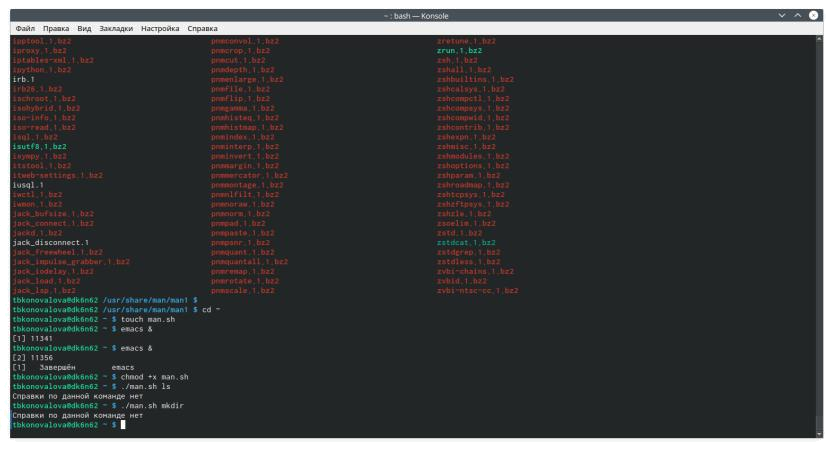 ~ : bash — Konsole
Файл Правка Вид Закладки Настройка Справка
ipptool.1.bz2 pnmconvol.1.bz2 zretune.1.bz2
iproxy.1.bz2 pnmcrop.1.bz2 zrun.1.bz2
iptables-xml.1.bz2 pnmcut.1.bz2 zsh.1.bz2
ipython.1.bz2 pnmdepth.1.bz2 zshall.1.bz2
irb.1 pnmenlarge.1.bz2 zshbuiltins.1.bz2
irb26.1.bz2 pnmfile.1.bz2 zshcalsys.1.bz2
ischroot.1.bz2 pnmflip.1.bz2 zshcompctl.1.bz2
isohybrid.1.bz2 pnmgamma.1.bz2 zshcompsys.1.bz2
iso-info.1.bz2 pnmhisteq.1.bz2 zshcompwid.1.bz2
iso-read.1.bz2 pnmhistmap.1.bz2 zshcontrib.1.bz2
isql.1.bz2 pnmindex.1.bz2 zshexpn.1.bz2
isutf8.1.bz2 pnminterp.1.bz2 zshmisc.1.bz2
isympy.1.bz2 pnminvert.1.bz2 zshmodules.1.bz2
itstool.1.bz2 pnmmargin.1.bz2 zshoptions.1.bz2
itweb-settings.1.bz2 pnmmercator.1.bz2 zshparam.1.bz2
iusql.1 pnmmontage.1.bz2 zshroadmap.1.bz2
iwctl.1.bz2 pnmnlfilt.1.bz2 zshtcpsys.1.bz2
iwmon.1.bz2 pnmnoraw.1.bz2 zshzftpsys.1.bz2
jack_bufsize.1.bz2 pnmnorm.1.bz2 zshzle.1.bz2
jack_connect.1.bz2 pnmpad.1.bz2 zsoelim.1.bz2
jackd.1.bz2 pnmpaste.1.bz2 zstd.1.bz2
jack_disconnect.1 pnmpsnr.1.bz2 zstdcat.1.bz2
jack_freewheel.1.bz2 pnmquant.1.bz2 zstdgrep.1.bz2
jack_impulse_grabber.1.bz2 pnmquantall.1.bz2 zstdless.1.bz2
jack_iodelay.1.bz2 pnmremap.1.bz2 zvbi-chains.1.bz2
jack_load.1.bz2 pnmrotate.1.bz2 zvbid.1.bz2
jack_lsp.1.bz2 pnmscale.1.bz2 zvbi-ntsc-cc.1.bz2
tbkonovalova@dk6n62 /usr/share/man/man1 $
tbkonovalova@dk6n62 /usr/share/man/man1 $ cd ~
tbkonovalova@dk6n62 ~ $ touch man.sh
tbkonovalova@dk6n62 ~ $ emacs &
[1] 11341
tbkonovalova@dk6n62 ~ $ emacs &
[2] 11356
[1] Завершён emacs
tbkonovalova@dk6n62 ~ $ chmod +x man.sh
tbkonovalova@dk6n62 ~ $ ./man.sh ls
Справки по данной команде нет
tbkonovalova@dk6n62 ~ $ ./man.sh mkdir
Справки по данной команде нет
tbkonovalova@dk6n62 ~ $